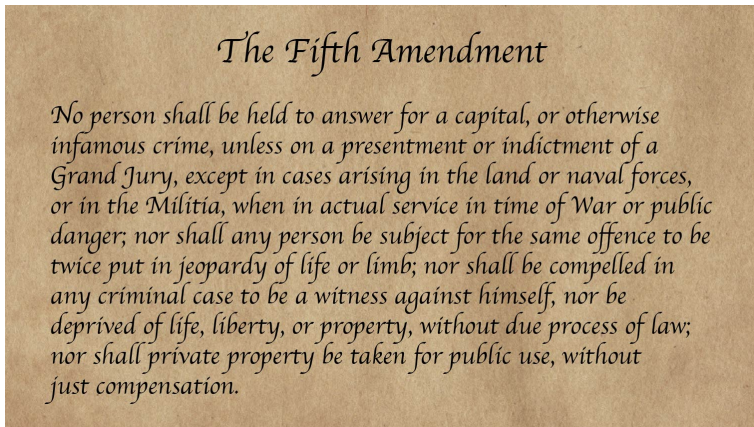 The Fifth Amendment
No person shall be held to answer for a capital, or otherwise
infamous crime, unless on a presentment or indictment of a
Grand Jury, except in cases arising in the land or naval forces,
or in the Militia, when in actual service in time of War or public
danger; nor shall any person be subject for the same offence to be
twice put in jeopardy of life or limb; nor shall be compelled in
any criminal case to be a witness against himself, nor be
deprived of life, liberty, or property, without due process of law;
nor shall private property be taken for public use, without
just compensation.